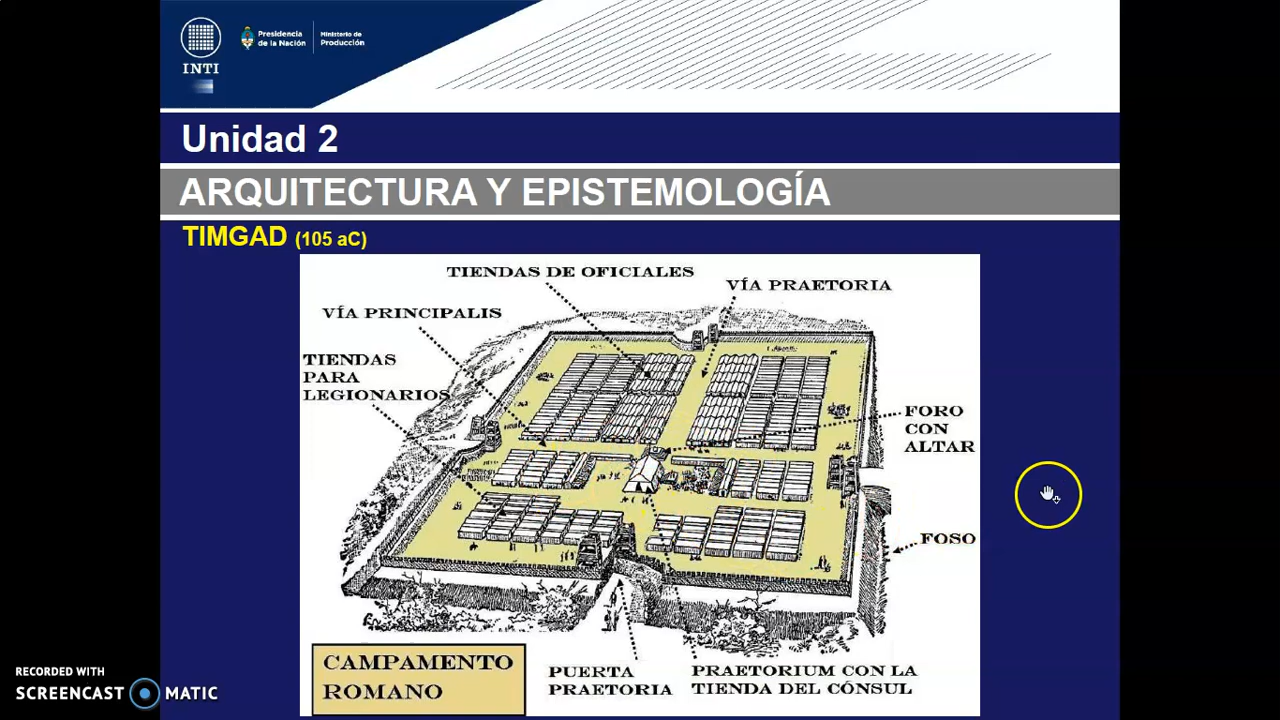 INTI
Presidencia
de la Nación
Ministerio de
Producción
Unidad 2
ARQUITECTURA Y EPISTEMOLOGÍA
TIMGAD (105 aC)
TIENDAS DE OFICIALES
VÍA PRAETORIA
VÍA PRINCIPALIS
TIENDAS
PARA
LEGIONARIOS
FORO
CON
ALTAR
FOSO
CAMPAMENTO
ROMANO
PUERTA
PRAETORIA
PRAETORIUM CON LA
TIENDA DEL CÓNSUL
RECORDED WITH
SCREENCAST MATIC